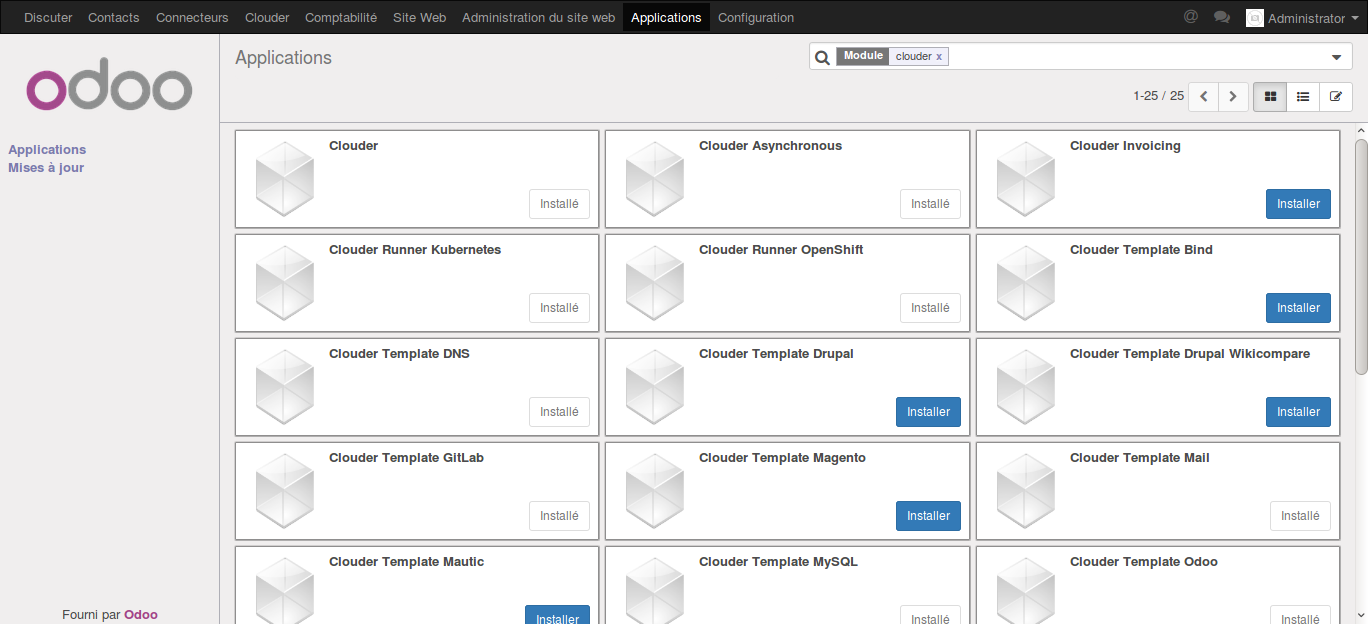 Discuter Contacts Connecteurs Clouder Comptabilité Site Web Administration du site web Applications Configuration @ Administrator
odoo
Applications
Mises à jour
Fourni par Odoo
Applications
Module clouder x
1-25 / 25
Clouder
Installé
Clouder Asynchronous
Installé
Clouder Invoicing
Installer
Clouder Runner Kubernetes
Installé
Clouder Runner OpenShift
Installé
Clouder Template Bind
Installer
Clouder Template DNS
Installé
Clouder Template Drupal
Installer
Clouder Template Drupal Wikicompare
Installer
Clouder Template GitLab
Installé
Clouder Template Magento
Installer
Clouder Template Mail
Installé
Clouder Template Mautic
Installer
Clouder Template MySQL
Installé
Clouder Template Odoo
Installé